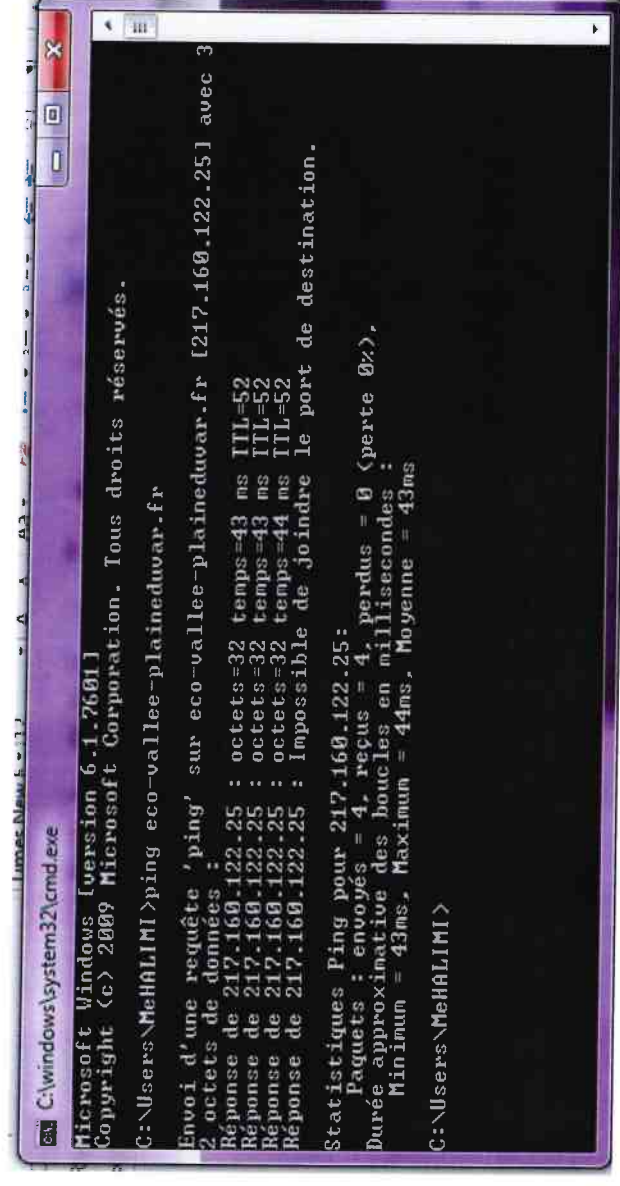 C:\windows\system32\cmd.exe
Microsoft Windows [version 6.1.7601]
Copyright (c) 2009 Microsoft Corporation. Tous droits réservés.
C:\Users\MeHALIMI>ping eco-vallee-plaineduvar.fr
Envoi d'une requête 'ping' sur eco-vallee-plaineduvar.fr [217.160.122.25] avec 3
2 octets de données :
Réponse de 217.160.122.25 : octets=32 temps=43 ms TTL=52
Réponse de 217.160.122.25 : octets=32 temps=43 ms TTL=52
Réponse de 217.160.122.25 : octets=32 temps=44 ms TTL=52
Réponse de 217.160.122.25 : Impossible de joindre le port de destination.
Statistiques Ping pour 217.160.122.25:
Paquets : envoyés = 4, reçus = 4, perdus = 0 (perte 0%),
Durée approximative des boucles en millisecondes :
Minimum = 43ms, Maximum = 44ms, Moyenne = 43ms
C:\Users\MeHALIMI>